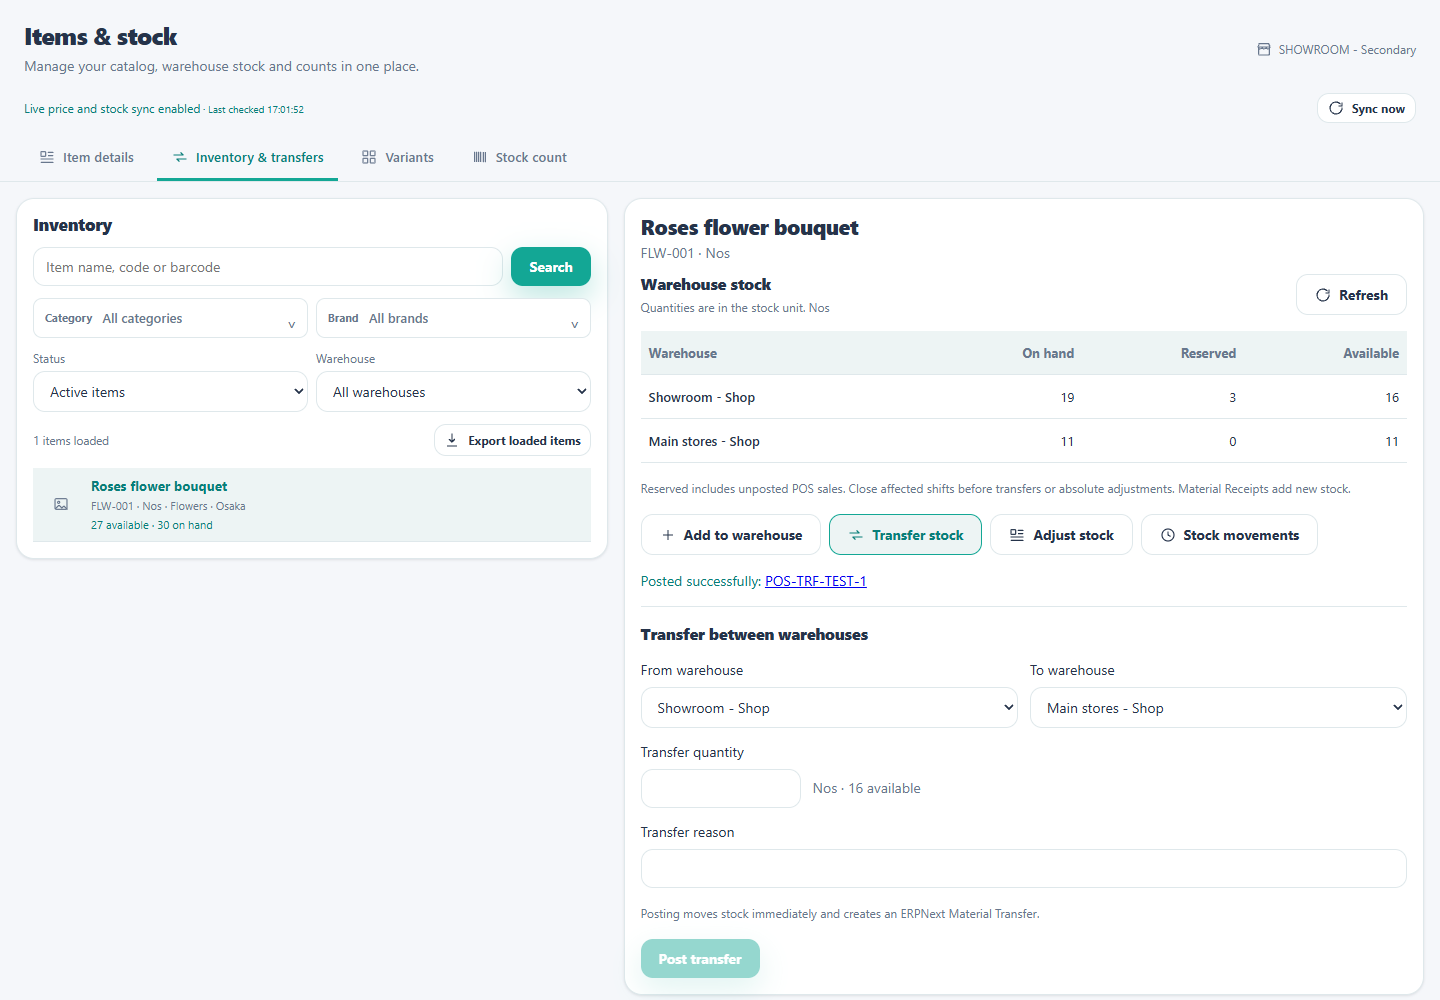 Items & stock
Manage your catalog, warehouse stock and counts in one place.
SHOWROOM - Secondary
Live price and stock sync enabled · Last checked 17:01:52
Sync now
Item details
Inventory & transfers
Variants
Stock count
Inventory
Item name, code or barcode
Search
Category All categories
Brand All brands
Status
Warehouse
Active items
All warehouses
1 items loaded
Export loaded items
Roses flower bouquet
FLW-001 · Nos · Flowers · Osaka
27 available · 30 on hand
Roses flower bouquet
FLW-001 · Nos
Warehouse stock
Quantities are in the stock unit. Nos
Refresh
Warehouse On hand Reserved Available
Showroom - Shop 19 3 16
Main stores - Shop 11 0 11
Reserved includes unposted POS sales. Close affected shifts before transfers or absolute adjustments. Material Receipts add new stock.
Add to warehouse
Transfer stock
Adjust stock
Stock movements
Posted successfully: POS-TRF-TEST-1
Transfer between warehouses
From warehouse
To warehouse
Showroom - Shop
Main stores - Shop
Transfer quantity
Nos · 16 available
Transfer reason
Posting moves stock immediately and creates an ERPNext Material Transfer.
Post transfer